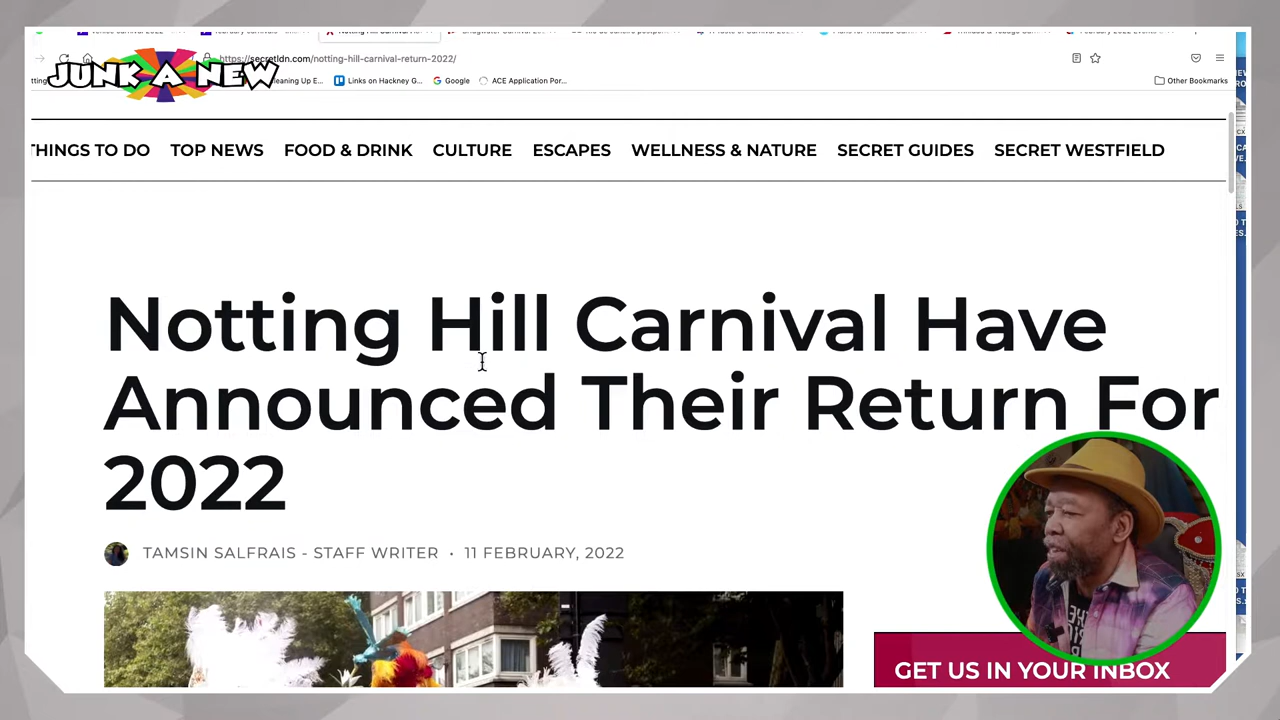 https://secretldn.com/notting-hill-carnival-return-2022/
JUNK A NEW
Links on Hackney G...
Google
ACE Application Por...
Other Bookmarks
THINGS TO DO TOP NEWS FOOD & DRINK CULTURE ESCAPES WELLNESS & NATURE SECRET GUIDES SECRET WESTFIELD
Notting Hill Carnival Have
Announced Their Return For
2022
TAMSIN SALFRAIS - STAFF WRITER • 11 FEBRUARY, 2022
GET US IN YOUR INBOX